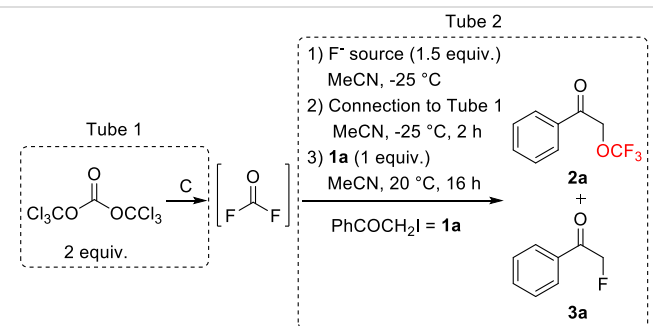 Tube 2
1) F⁻ source (1.5 equiv.)
MeCN, -25 °C
2) Connection to Tube 1
MeCN, -25 °C, 2 h
3) 1a (1 equiv.)
MeCN, 20 °C, 16 h
PhCOCH₂I = 1a
Tube 1
O
Cl₃CO OCCl₃
2 equiv.
C
O
F F
O
OCF₃
2a
+
O
F
3a